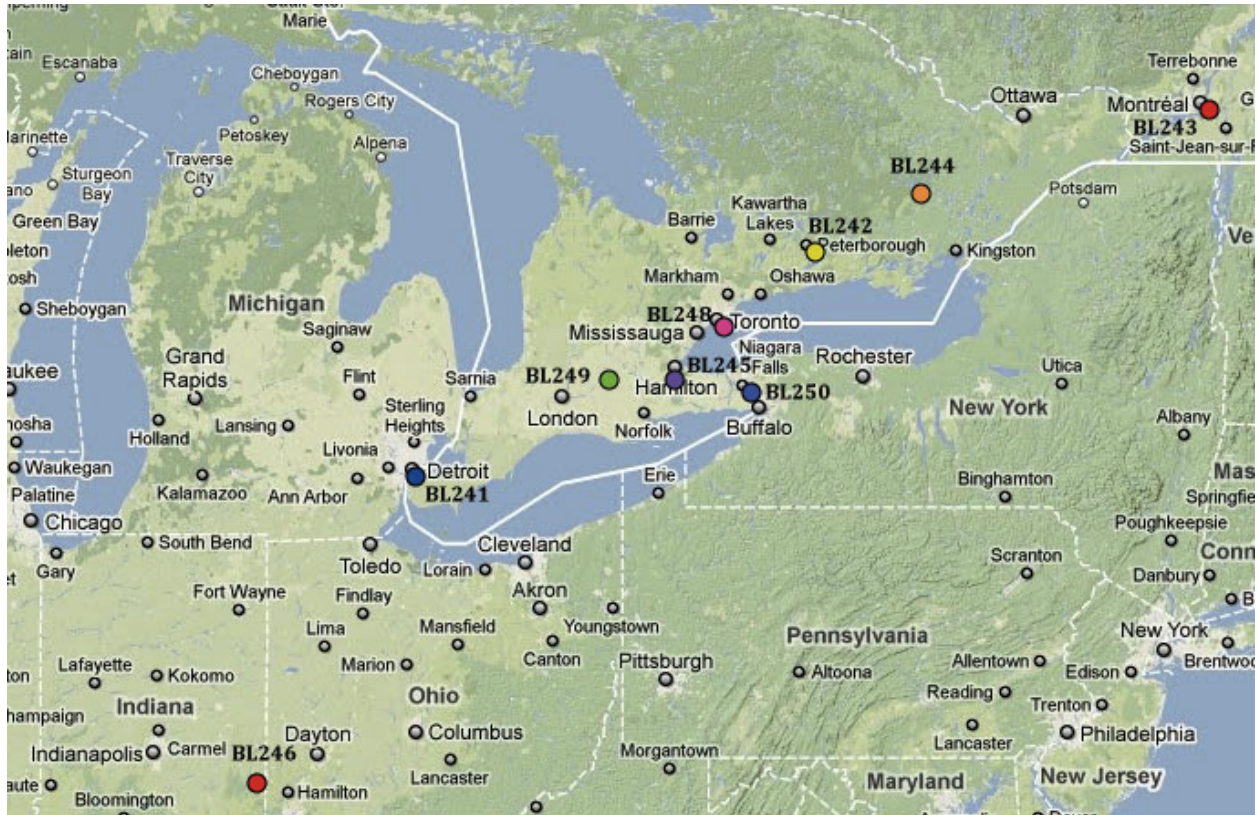 Sault Ste.
Marie
Escanaba
Cheboygan
Rogers City
Petoskey
Alpena
Traverse
City
Sturgeon
Bay
Green Bay
Sheboygan
Michigan
Saginaw
Grand
Rapids
Flint
Sarnia
Sterling
Heights
Holland
Lansing
Livonia
Waukegan
Kalamazoo
Ann Arbor
Detroit
BL241
Palatine
Chicago
Gary
South Bend
Toledo
Lorain
Cleveland
Fort Wayne
Findlay
Akron
Lima
Mansfield
Youngstown
Canton
Marion
Lafayette
Kokomo
Indiana
Ohio
Indianapolis
Carmel
BL246
Dayton
Columbus
Hamilton
Lancaster
Bloomington
Terrebonne
Ottawa
Montréal
BL243
Saint-Jean-sur-R
BL244
Potsdam
Kawartha
Lakes
Barrie
BL242
Peterborough
Kingston
Markham
Oshawa
BL248
Toronto
Mississauga
Niagara
Falls
Rochester
Utica
BL249
BL245
Hamilton
BL250
London
Norfolk
Buffalo
New York
Albany
Erie
Binghamton
Springfie
Poughkeepsie
Scranton
Conn
Danbury
Pennsylvania
New York
Pittsburgh
Altoona
Allentown
Edison
Brentwoo
Reading
Trenton
Lancaster
Philadelphia
Morgantown
Maryland
New Jersey